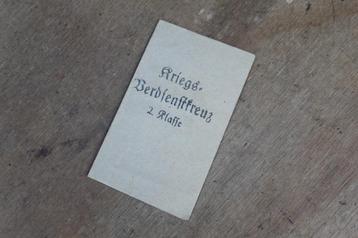 Kriegs-
Verdienstkreuz
2. Klasse